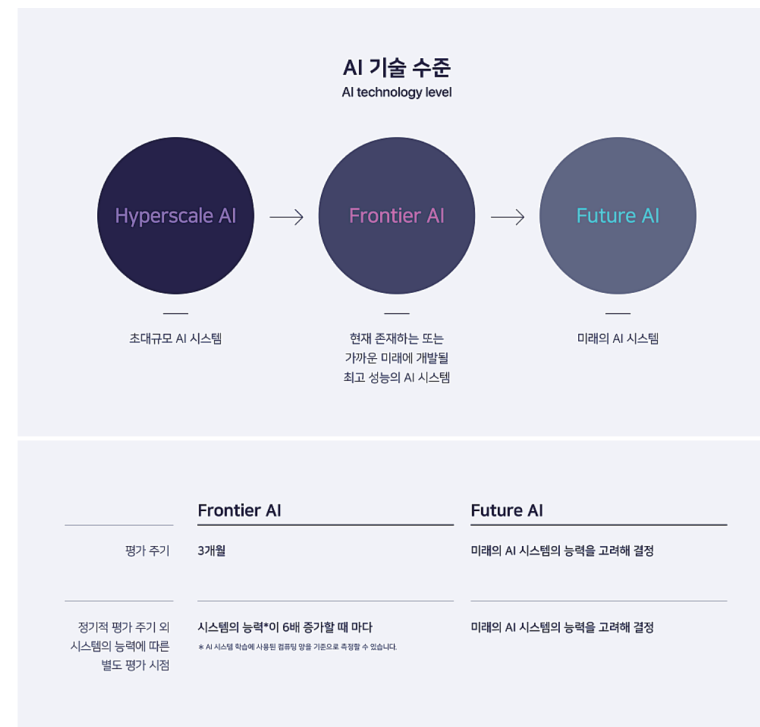 AI 기술 수준
AI technology level
Hyperscale AI
Frontier AI
Future AI
초대규모 AI 시스템
현재 존재하는 또는
가까운 미래에 개발될
최고 성능의 AI 시스템
미래의 AI 시스템
Frontier AI
Future AI
평가 주기
3개월
미래의 AI 시스템의 능력을 고려해 결정
정기적 평가 주기 외
시스템의 능력에 따른
별도 평가 시점
시스템의 능력*이 6배 증가할 때 마다
* AI 시스템 학습에 사용된 컴퓨팅 양을 기준으로 측정할 수 있습니다.
미래의 AI 시스템의 능력을 고려해 결정